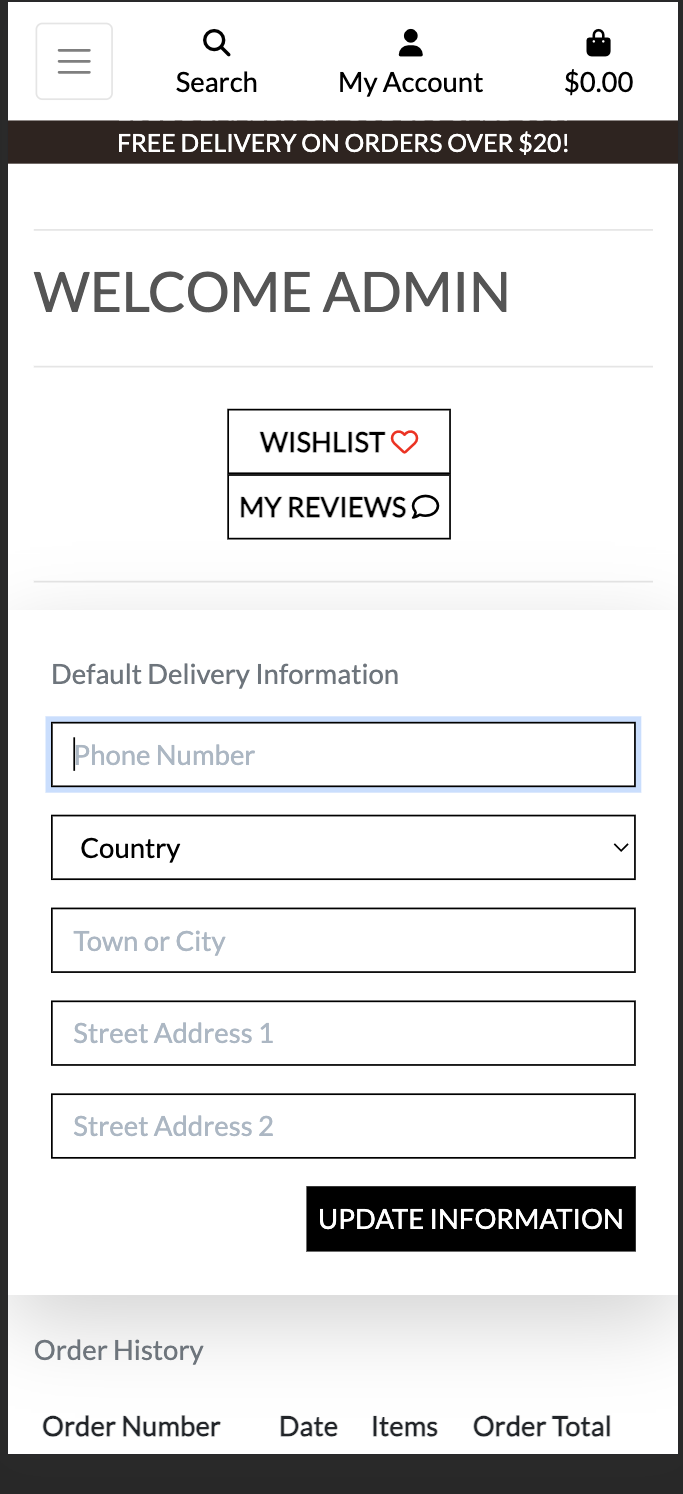 Search
My Account
$0.00
FREE DELIVERY ON ORDERS OVER $20!
WELCOME ADMIN
WISHLIST
MY REVIEWS
Default Delivery Information
Phone Number
Country
Town or City
Street Address 1
Street Address 2
UPDATE INFORMATION
Order History
Order Number Date Items Order Total